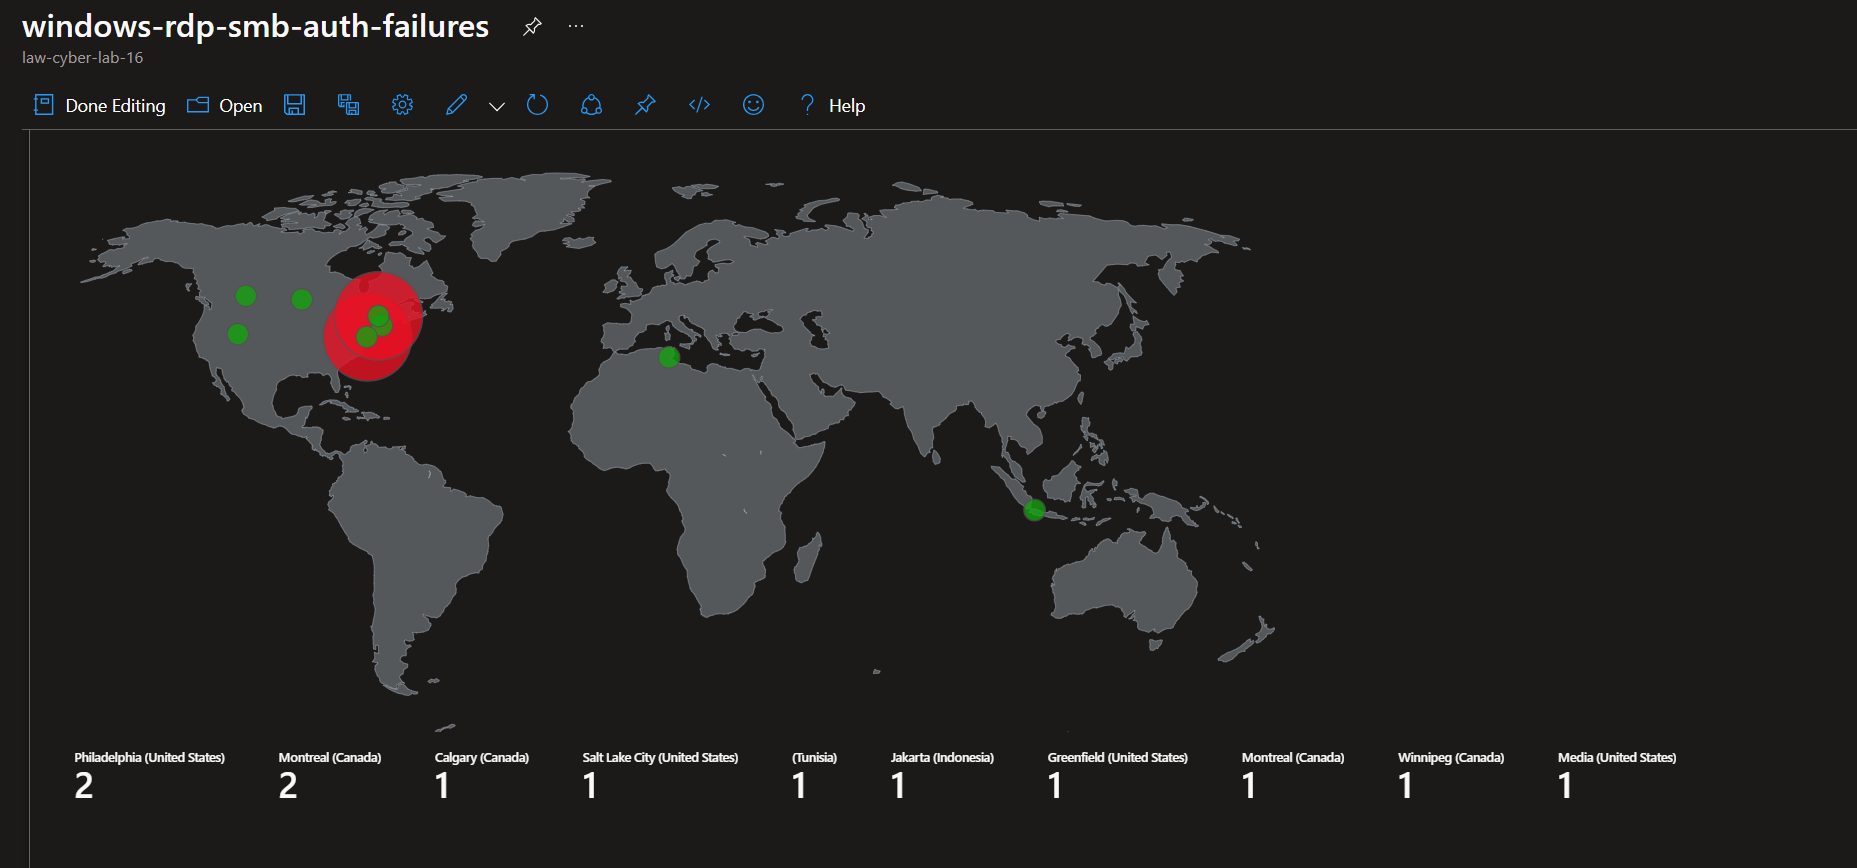 windows-rdp-smb-auth-failures
law-cyber-lab-16
Done Editing Open Help
Philadelphia (United States) Montreal (Canada) Calgary (Canada) Salt Lake City (United States) (Tunisia) Jakarta (Indonesia) Greenfield (United States) Montreal (Canada) Winnipeg (Canada) Media (United States)
2 2 1 1 1 1 1 1 1 1